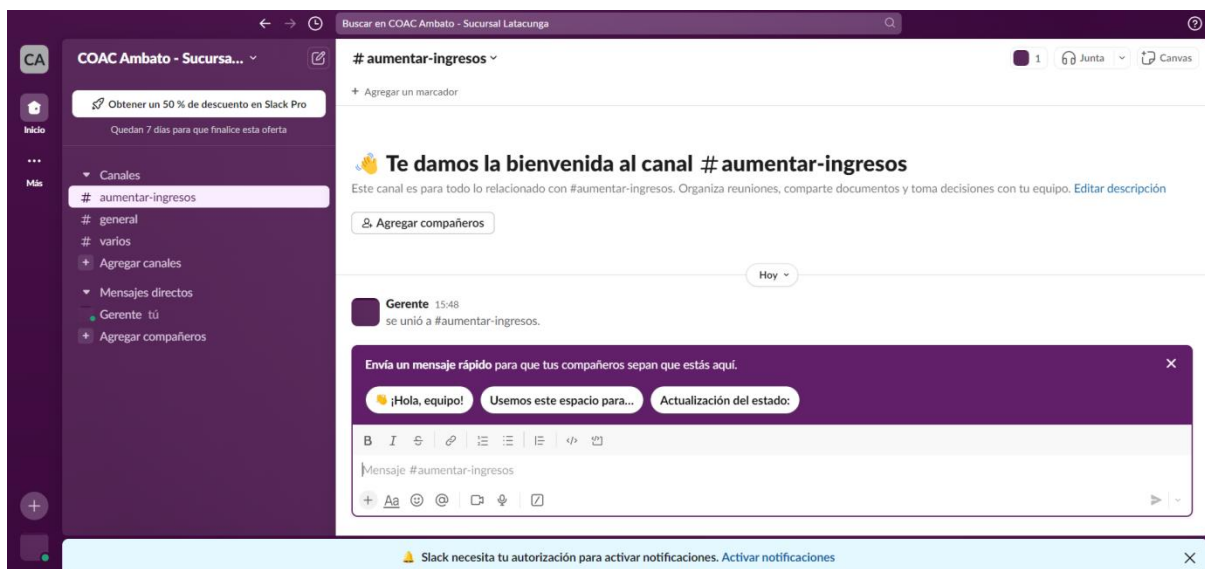 Buscar en COAC Ambato - Sucursal Latacunga
CA
COAC Ambato - Sucursa...
# aumentar-ingresos
1
Junta
Canvas
Obtener un 50 % de descuento en Slack Pro
+ Agregar un marcador
Inicio
Quedan 7 días para que finalice esta oferta
Más
Canales
# aumentar-ingresos
# general
# varios
+ Agregar canales
Mensajes directos
Gerente tú
+ Agregar compañeros
👋 Te damos la bienvenida al canal # aumentar-ingresos
Este canal es para todo lo relacionado con #aumentar-ingresos. Organiza reuniones, comparte documentos y toma decisiones con tu equipo. Editar descripción
Agregar compañeros
Hoy
Gerente 15:48
se unió a #aumentar-ingresos.
Envía un mensaje rápido para que tus compañeros sepan que estás aquí.
👋 ¡Hola, equipo!
Usemos este espacio para...
Actualización del estado:
B I S
Mensaje #aumentar-ingresos
+ Aa @
🔔 Slack necesita tu autorización para activar notificaciones. Activar notificaciones